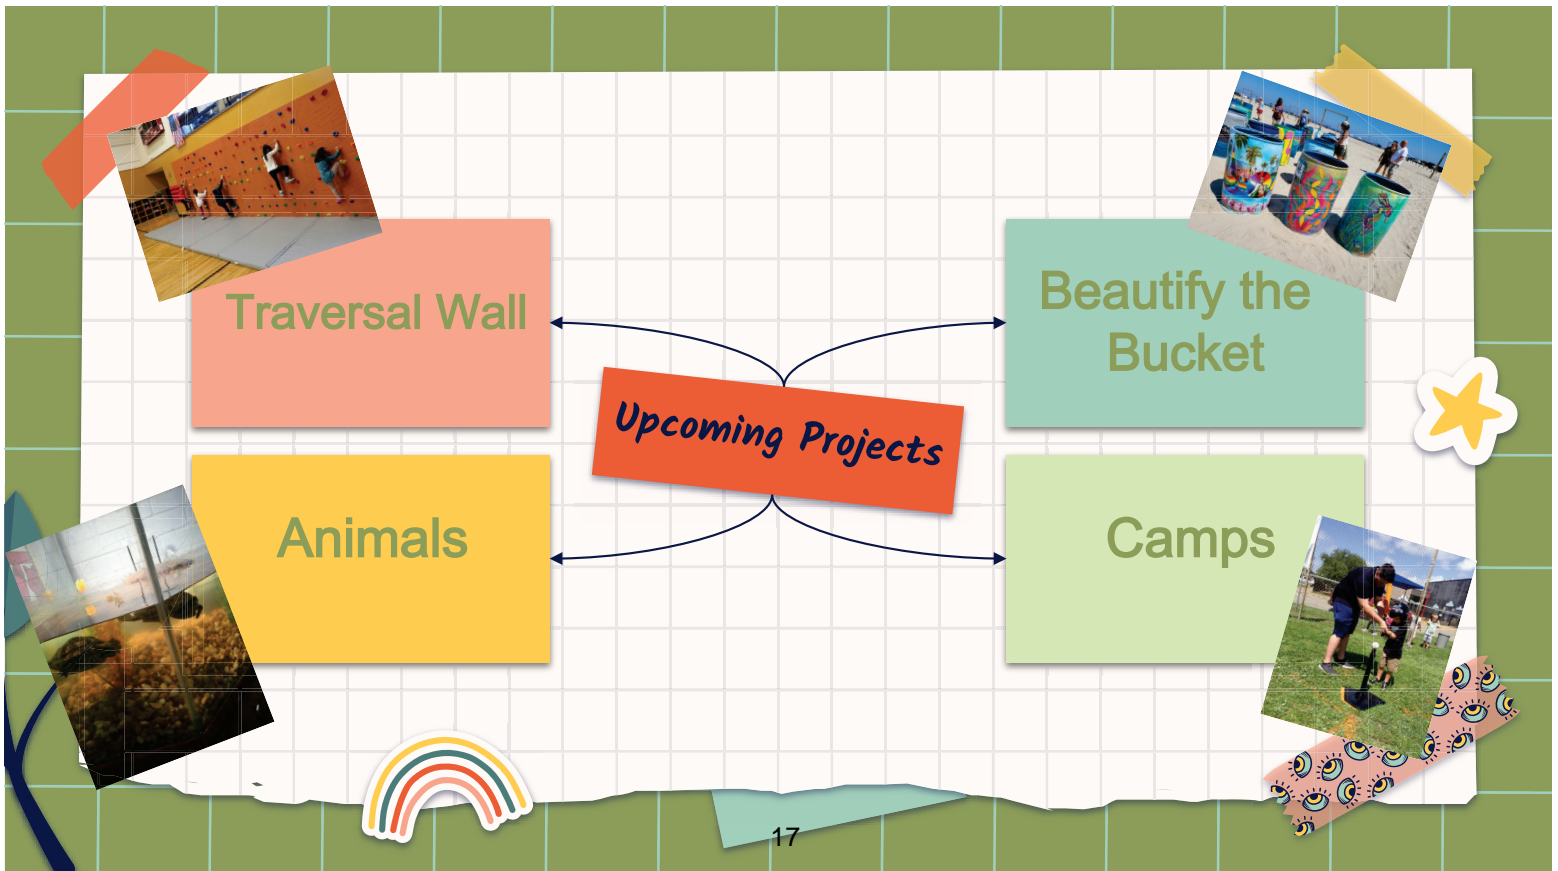 Traversal Wall
Beautify the
Bucket
Upcoming Projects
Animals
Camps
17